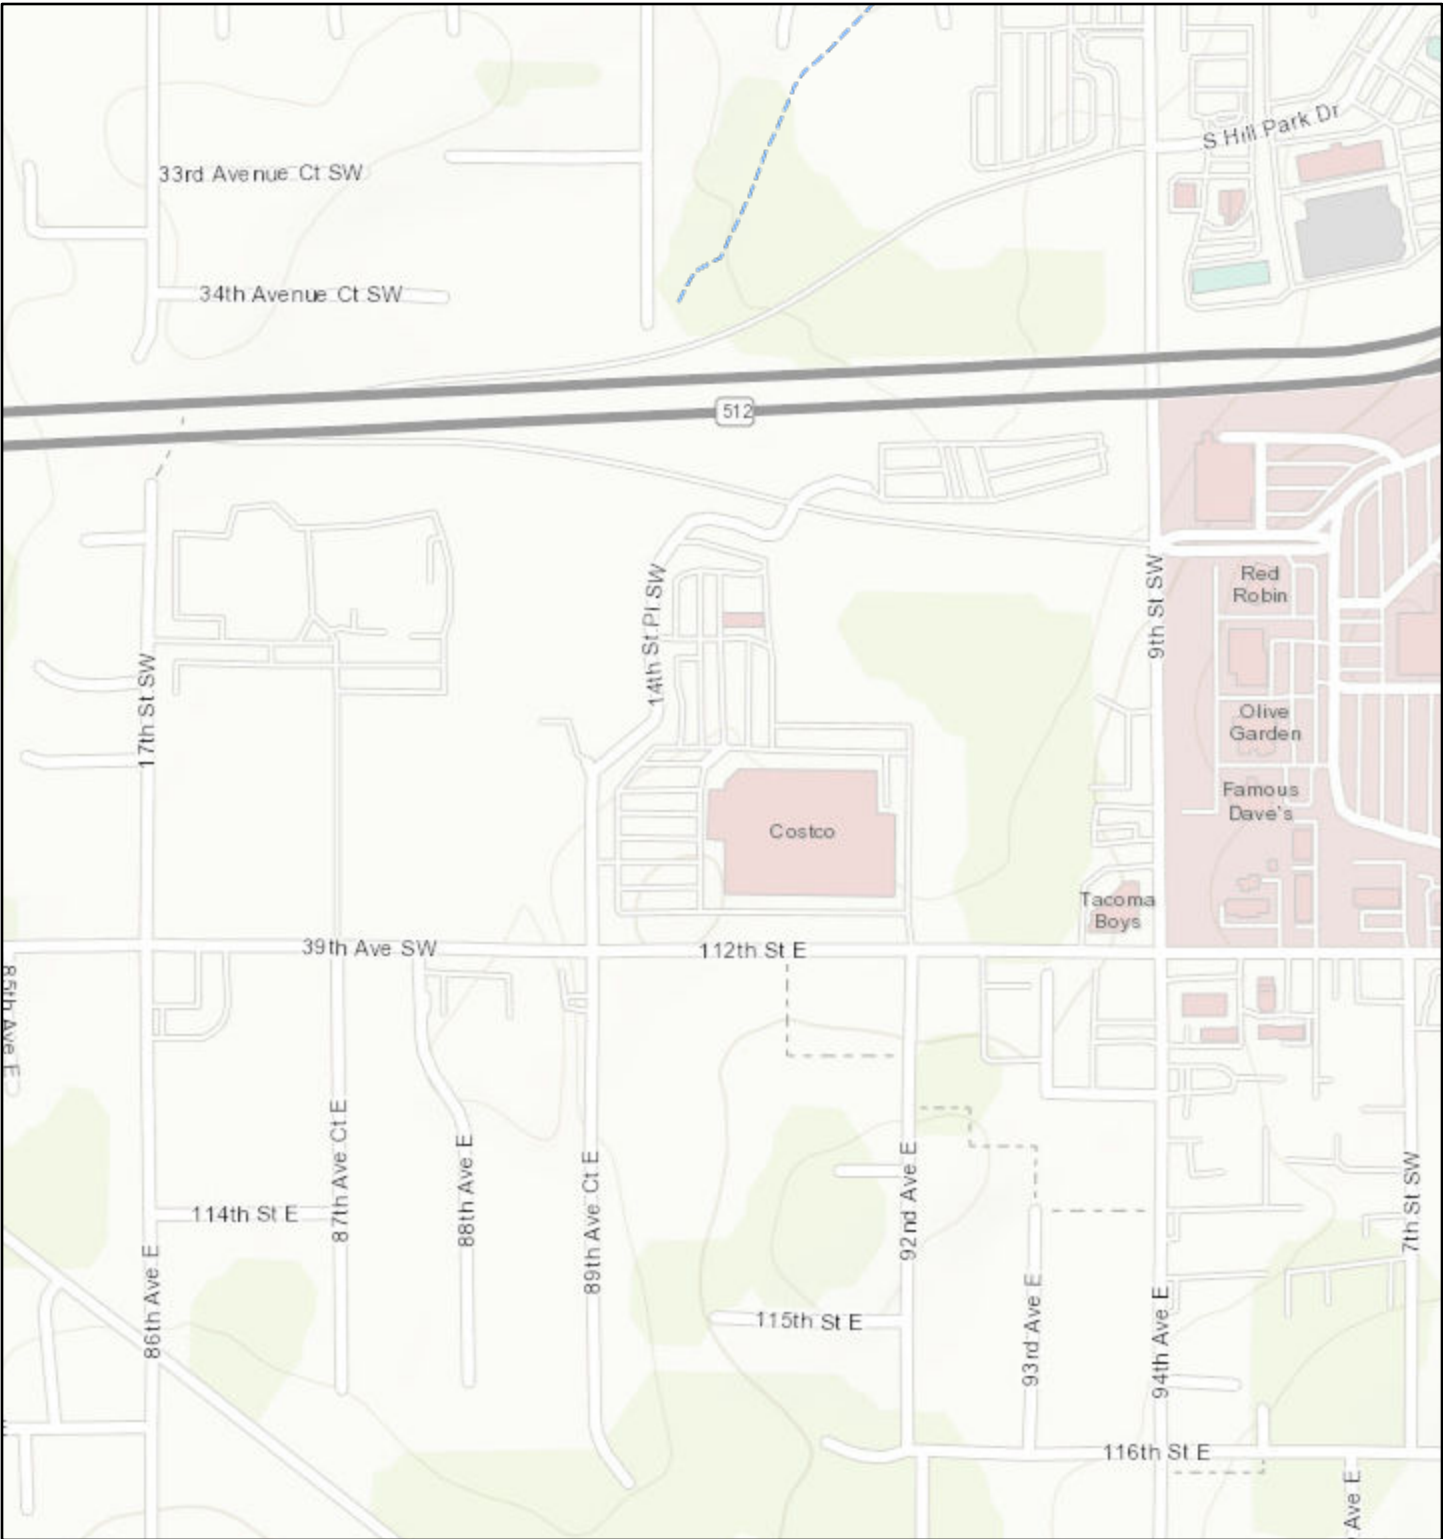 S Hill Park Dr
33rd Avenue Ct SW
34th Avenue Ct SW
512
Red
Robin
9th St SW
14th St Pl SW
17th St SW
Olive
Garden
Famous
Dave's
Costco
Tacoma
Boys
39th Ave SW
112th St E
85th Ave E
87th Ave Ct E
88th Ave E
89th Ave Ct E
92nd Ave E
7th St SW
114th St E
86th Ave E
93rd Ave E
94th Ave E
115th St E
116th St E
Ave E